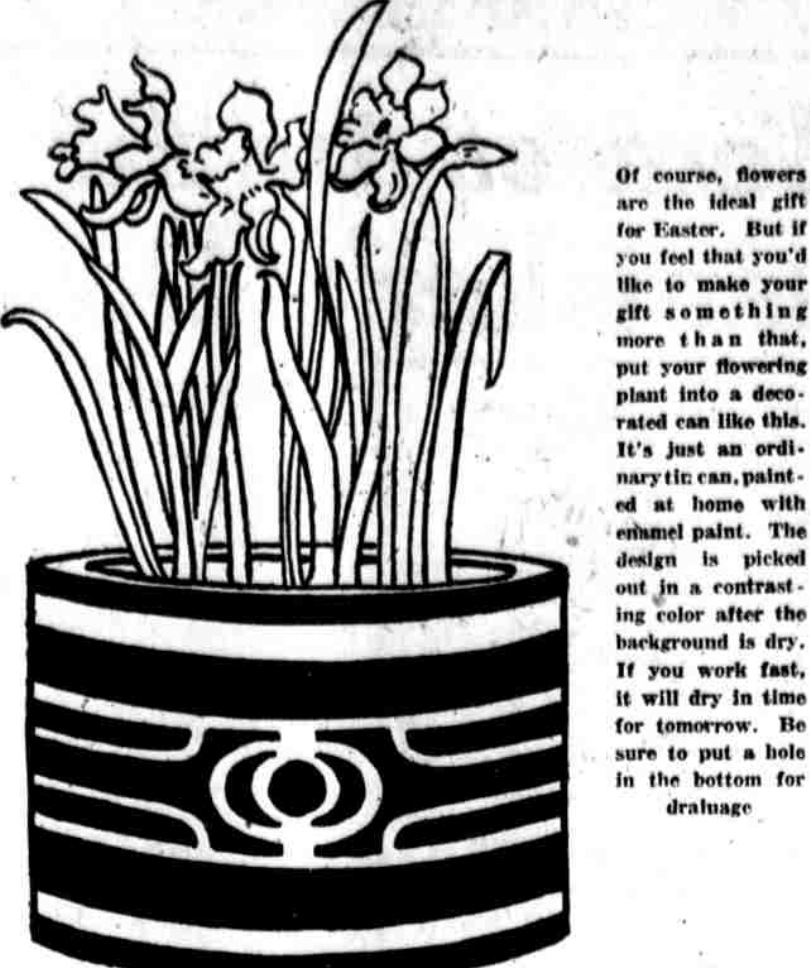 Of course, flowers
are the ideal gift
for Easter. But if
you feel that you'd
like to make your
gift something
more than that,
put your flowering
plant into a deco-
rated can like this.
It's just an ordi-
nary tin can, paint-
ed at home with
enamel paint. The
design is picked
out in a contrast-
ing color after the
background is dry.
If you work fast,
it will dry in time
for tomorrow. Be
sure to put a hole
in the bottom for
drainage